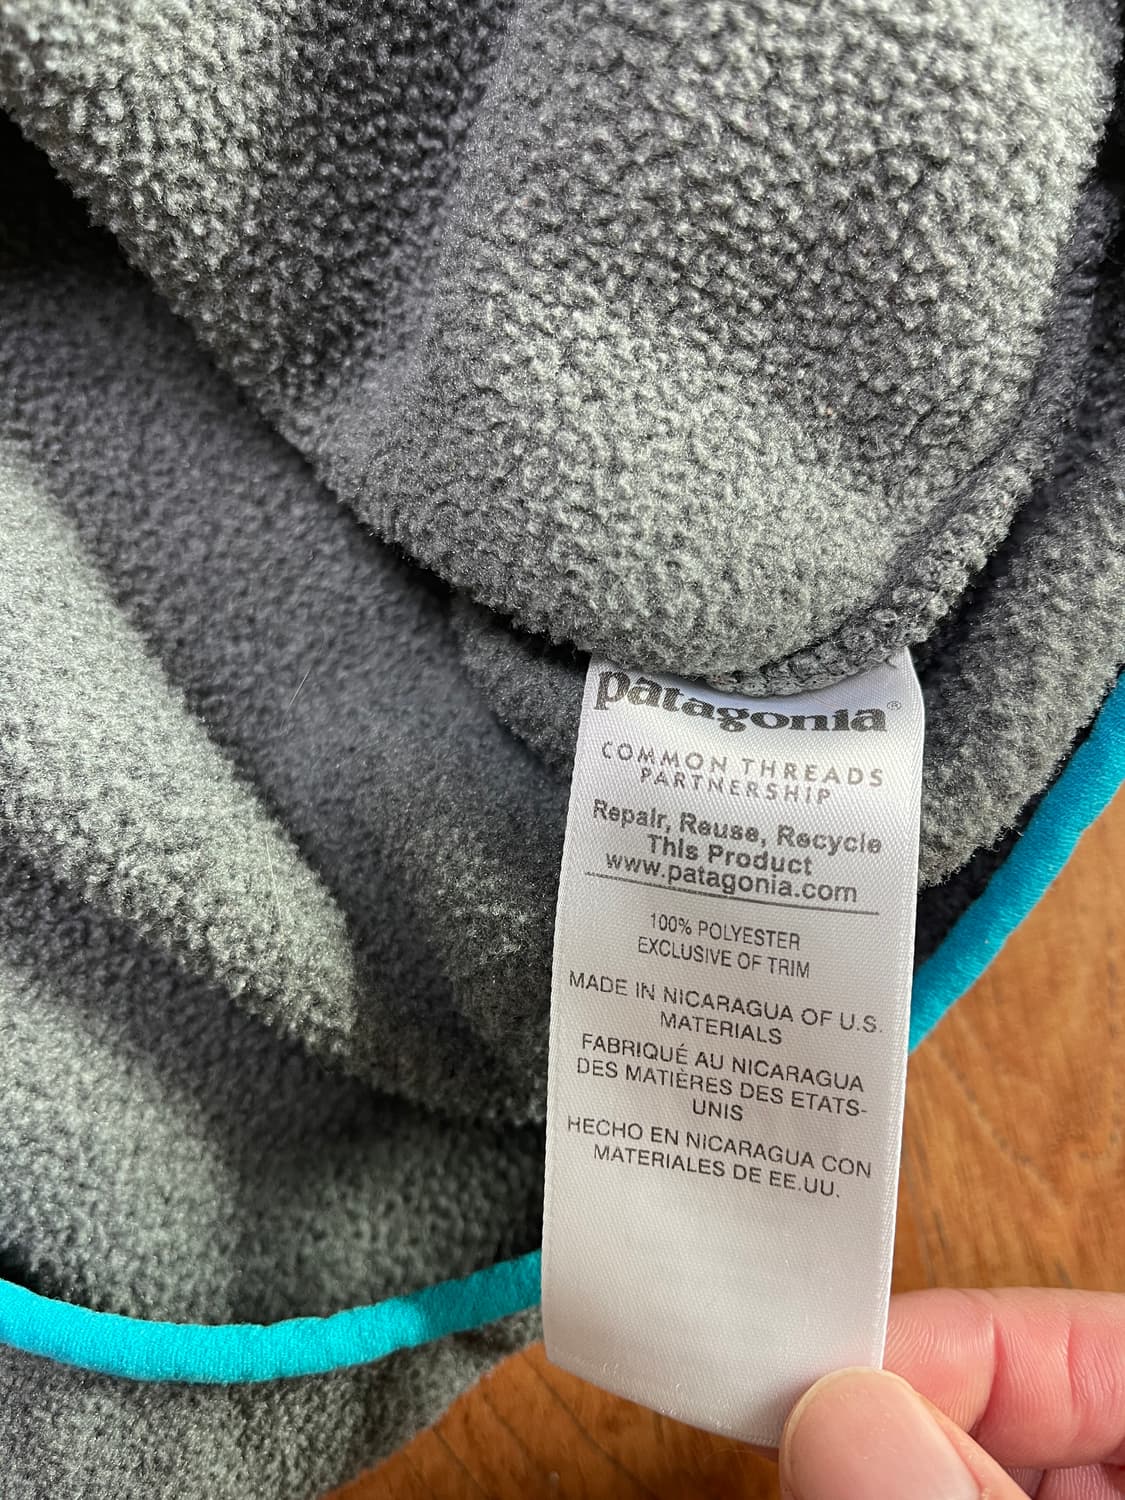 patagonia®
COMMON THREADS
PARTNERSHIP
Repair, Reuse, Recycle
This Product
www.patagonia.com
100% POLYESTER
EXCLUSIVE OF TRIM
MADE IN NICARAGUA OF U.S.
MATERIALS
FABRIQUÉ AU NICARAGUA
DES MATIÈRES DES ETATS-
UNIS
HECHO EN NICARAGUA CON
MATERIALES DE EE.UU.